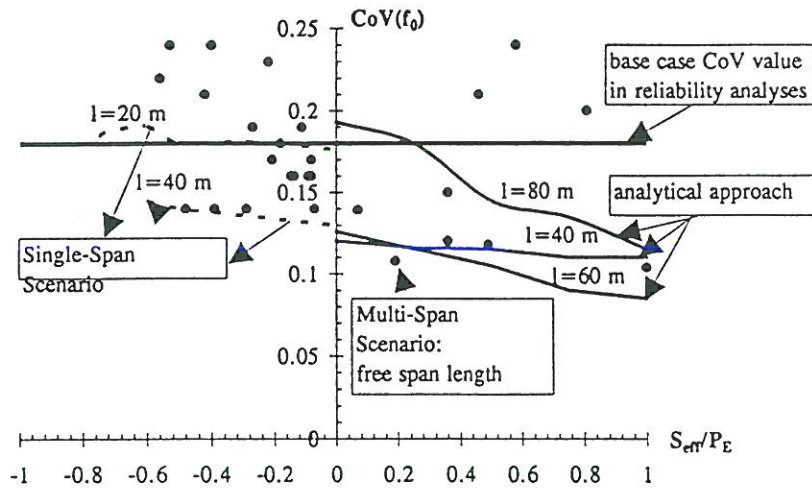 CoV(f0)
0.25
base case CoV value
in reliability analyses
l=20 m
0.2
l=40 m
0.15
l=80 m
analytical approach
l=40 m
Single-Span
Scenario
0.1
l=60 m
Multi-Span
Scenario:
free span length
0.05
0
Seff/PE
-1 -0.8 -0.6 -0.4 -0.2 0 0.2 0.4 0.6 0.8 1